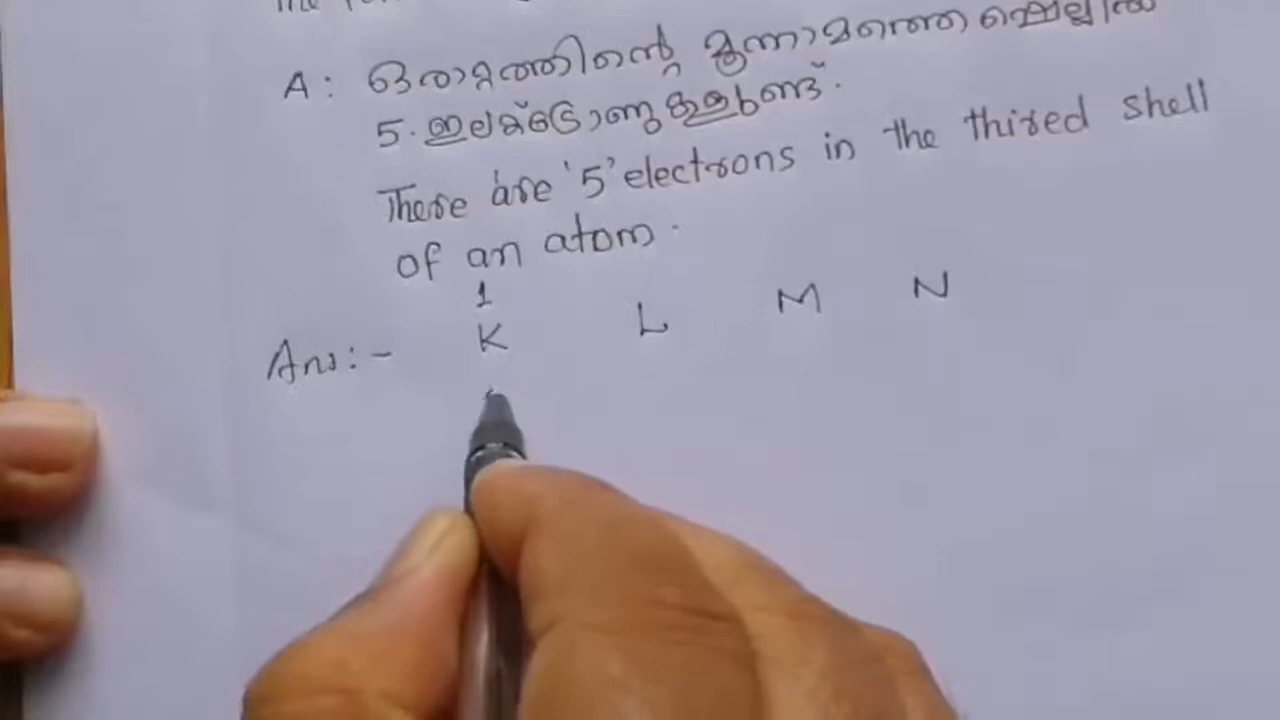 The
A: ഒരാറ്റത്തിന്റെ മൂന്നാമത്തെ ഷെല്ലിൽ
5. ഇലക്ട്രോണുകളുണ്ട്.
There are '5' electrons in the thired shell
of an atom.
1
K L M N
Ans:-